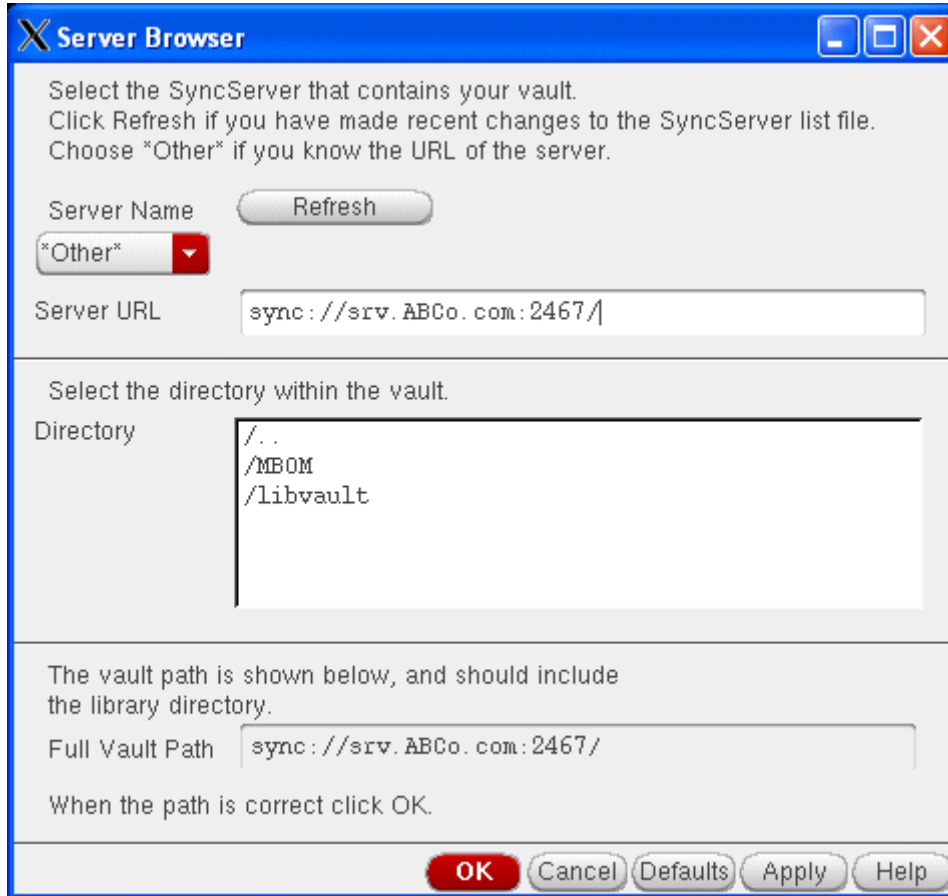 Server Browser
Select the SyncServer that contains your vault.
Click Refresh if you have made recent changes to the SyncServer list file.
Choose "Other" if you know the URL of the server.
Server Name Refresh
"Other"
Server URL sync://srv.ABCo.com:2467/
Select the directory within the vault.
Directory
/..
/MBOM
/libvault
The vault path is shown below, and should include
the library directory.
Full Vault Path sync://srv.ABCo.com:2467/
When the path is correct click OK.
OK Cancel Defaults Apply Help